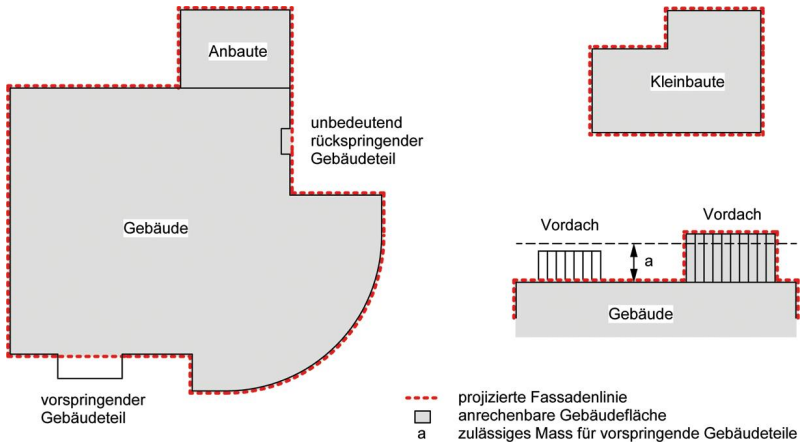 Anbaute
unbedeutend
rückspringender
Gebäudeteil
Gebäude
vorspringender
Gebäudeteil
Kleinbaute
Vordach
Vordach
a
Gebäude
projizierte Fassadenlinie
anrechenbare Gebäudefläche
a zulässiges Mass für vorspringende Gebäudeteile